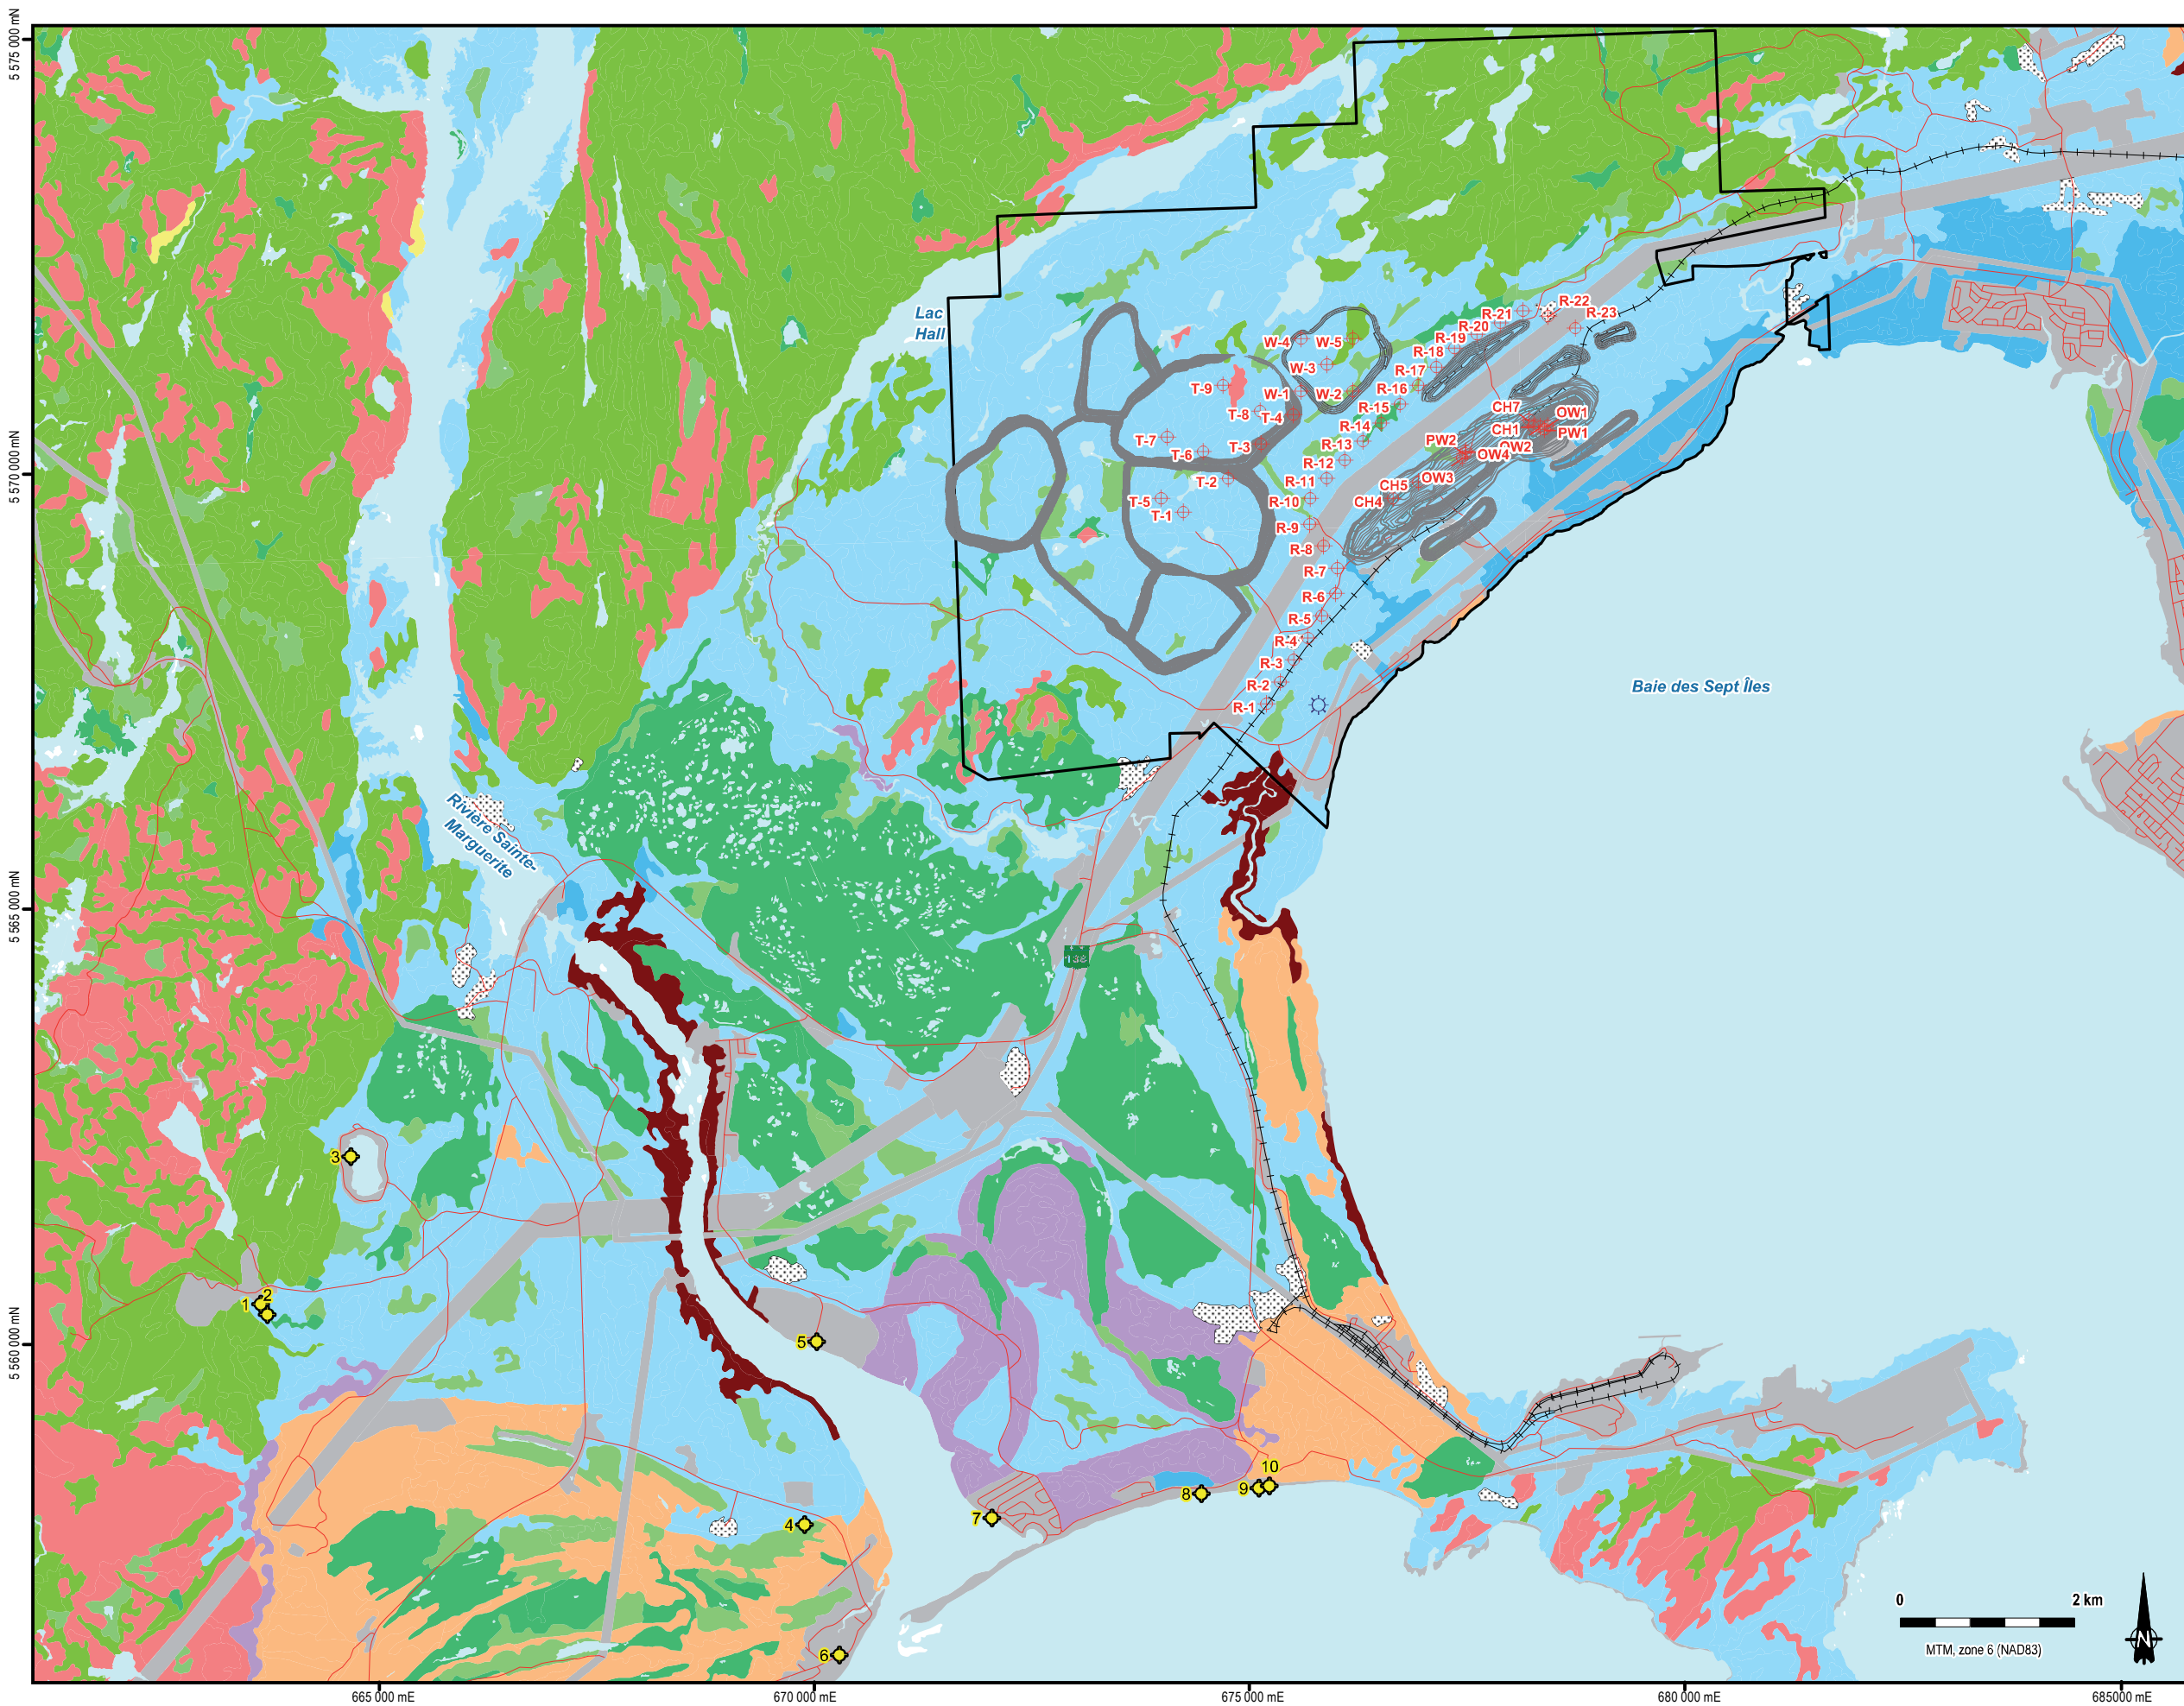 5 575 000 mN
5 570 000 mN
5 565 000 mN
5 560 000 mN
Lac
Hall
R-22
R-21
R-23
R-20
R-19
W-4
W-5
R-18
W-3
R-17
T-9
W-1
W-2
R-16
R-15
CH7
OW1
T-8
T-4
R-14
CH1
PW1
T-7
T-3
R-13
PW2
OW2
T-6
OW4
R-12
T-2
R-11
OW3
CH5
T-5
R-10
CH4
T-1
R-9
R-8
R-7
R-6
R-5
R-4
R-3
R-2
R-1
Baie des Sept Îles
Rivière Sainte-
Marguerite
138
3
1
2
5
10
8
9
7
4
6
0
2 km
MTM, zone 6 (NAD83)
N
665 000 mE
670 000 mE
675 000 mE
680 000 mE
685000 mE